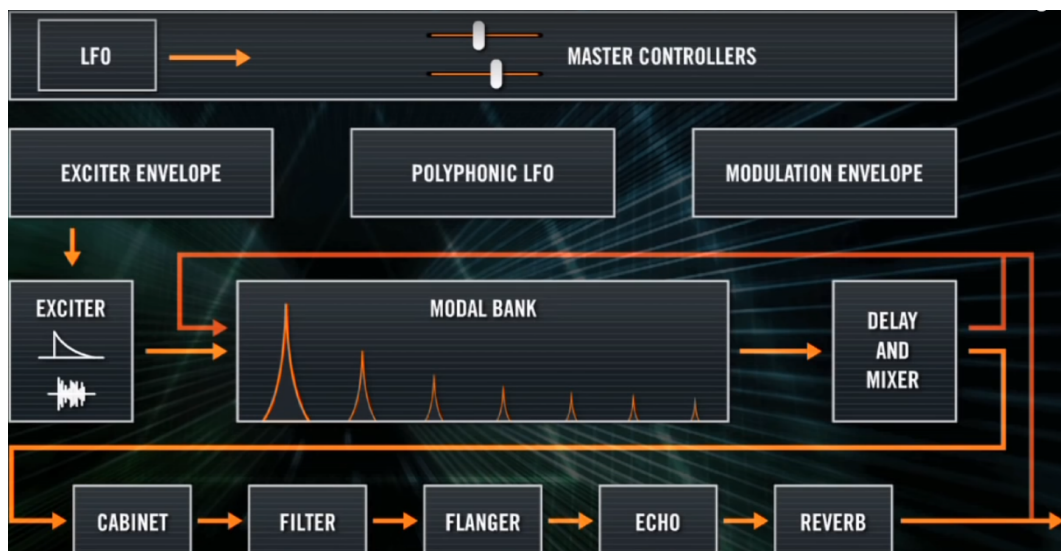 LFO
MASTER CONTROLLERS
EXCITER ENVELOPE
POLYPHONIC LFO
MODULATION ENVELOPE
EXCITER
MODAL BANK
DELAY
AND
MIXER
CABINET
FILTER
FLANGER
ECHO
REVERB